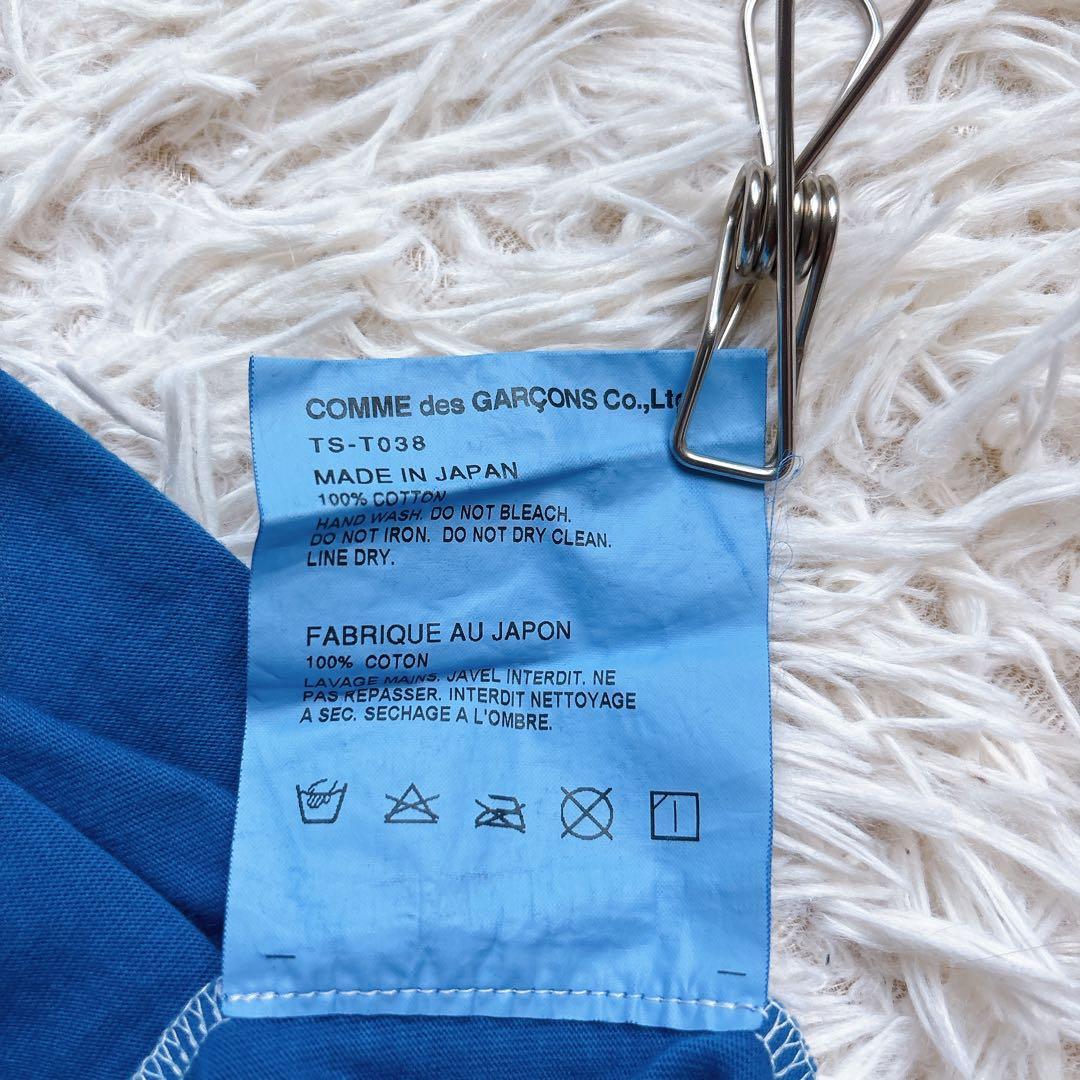 COMME des GARÇONS Co.,Lt
TS-T038
MADE IN JAPAN
100% COTTON
HAND WASH. DO NOT BLEACH.
DO NOT IRON. DO NOT DRY CLEAN.
LINE DRY.
FABRIQUE AU JAPON
100% COTON
LAVAGE MAINS. JAVEL INTERDIT. NE
PAS REPASSER. INTERDIT NETTOYAGE
A SEC. SECHAGE A L'OMBRE.